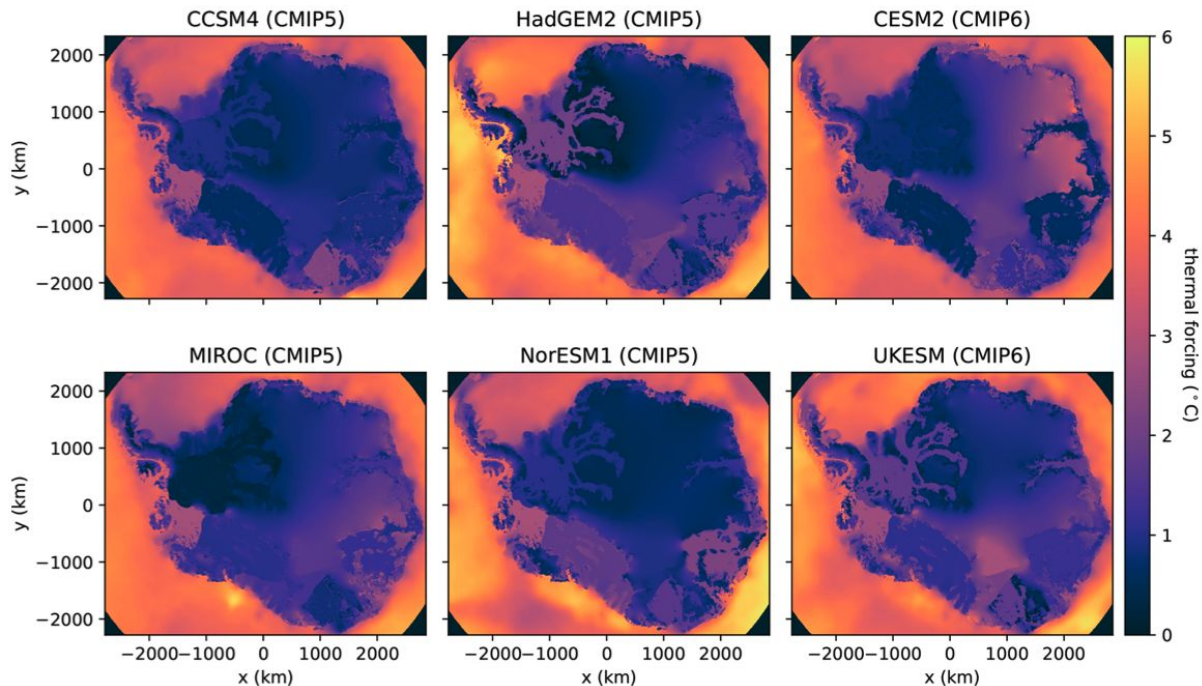 CCSM4 (CMIP5) HadGEM2 (CMIP5) CESM2 (CMIP6)
2000
1000
0
−1000
−2000
y (km)
MIROC (CMIP5) NorESM1 (CMIP5) UKESM (CMIP6)
2000
1000
0
−1000
−2000
y (km)
−2000 −1000 0 1000 2000 −2000 −1000 0 1000 2000 −2000 −1000 0 1000 2000
x (km) x (km) x (km)
6
5
4
3
2
1
0
thermal forcing (°C)